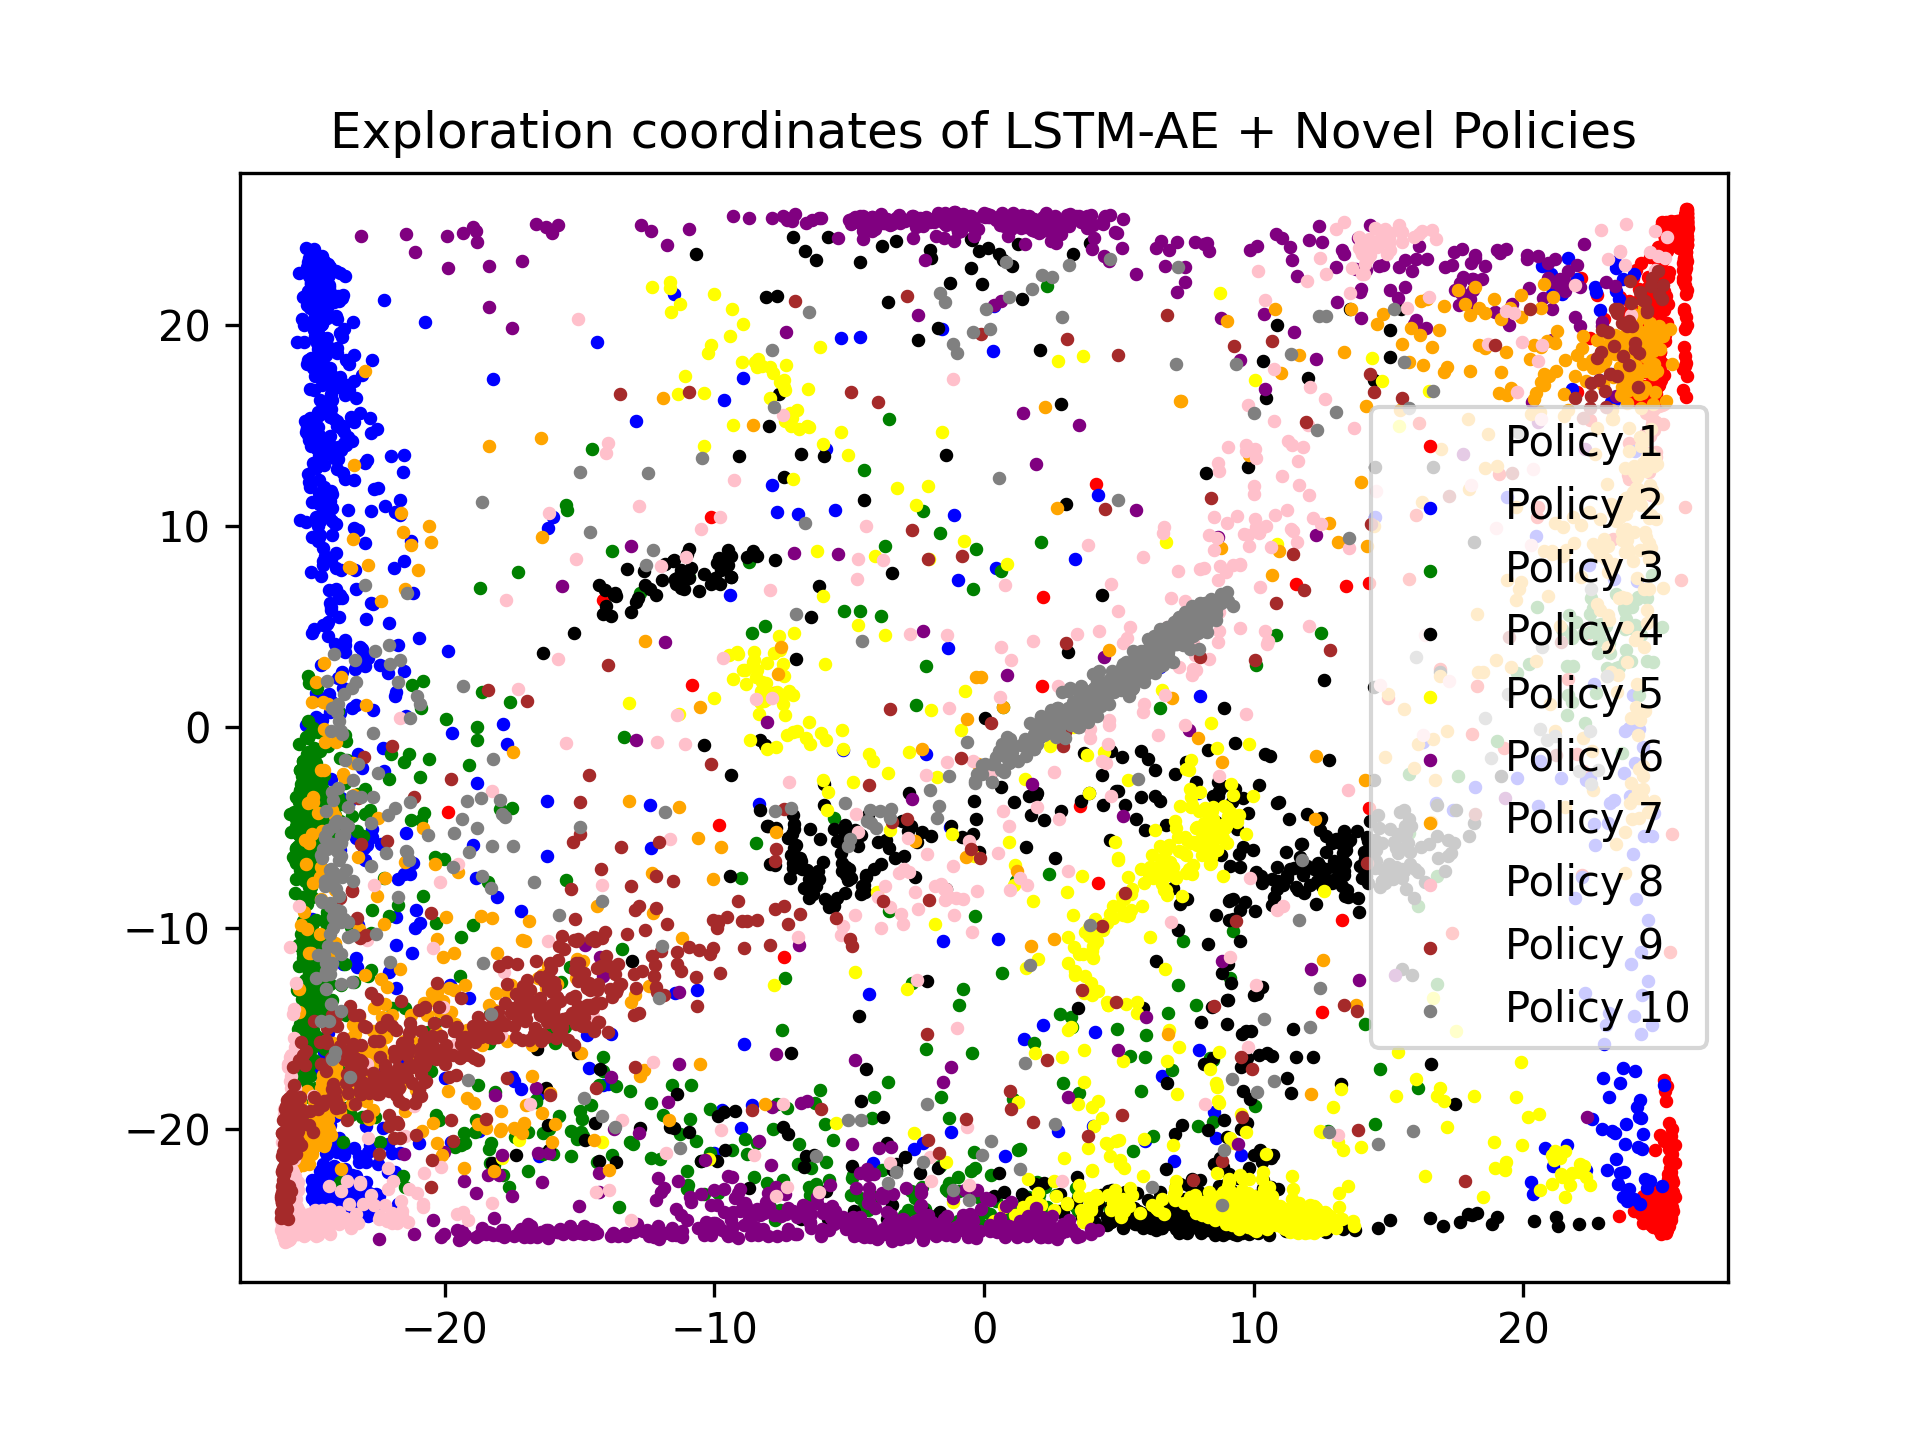 Exploration coordinates of LSTM-AE + Novel Policies
20
10
0
−10
−20
−20
−10
0
10
20
Policy 1
Policy 2
Policy 3
Policy 4
Policy 5
Policy 6
Policy 7
Policy 8
Policy 9
Policy 10